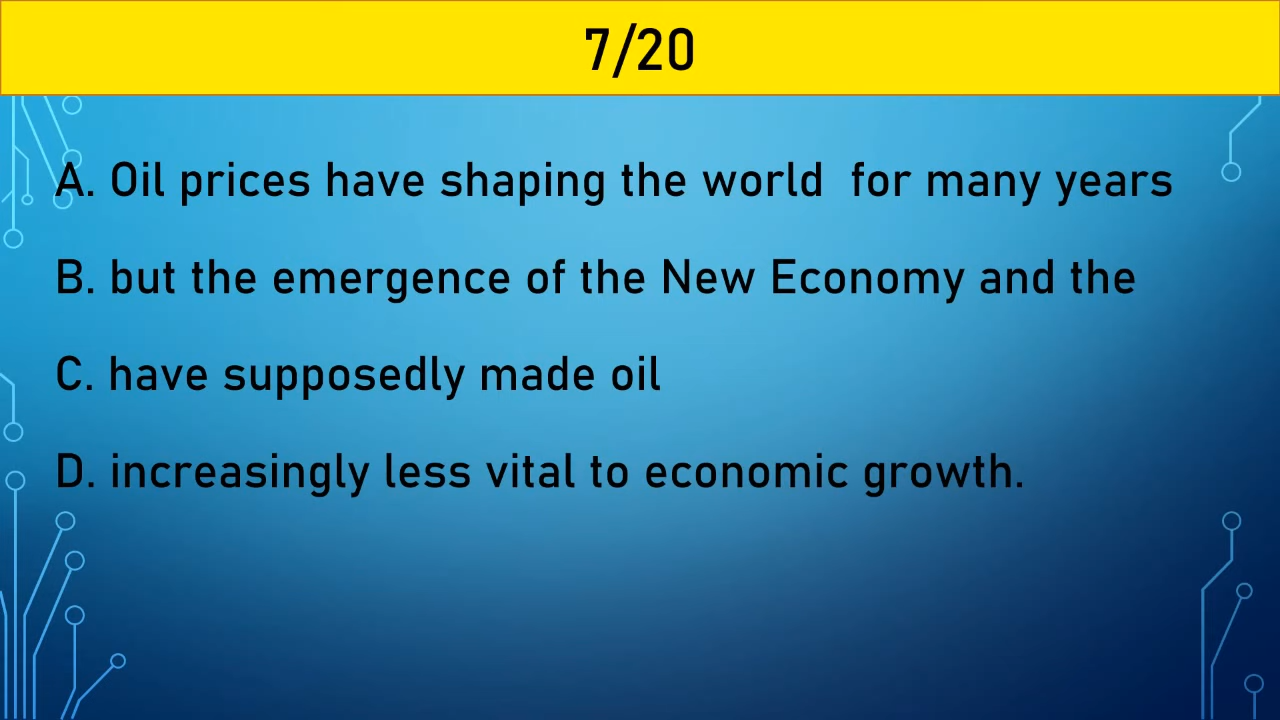 7/20
A. Oil prices have shaping the world  for many years
B. but the emergence of the New Economy and the
C. have supposedly made oil
D. increasingly less vital to economic growth.